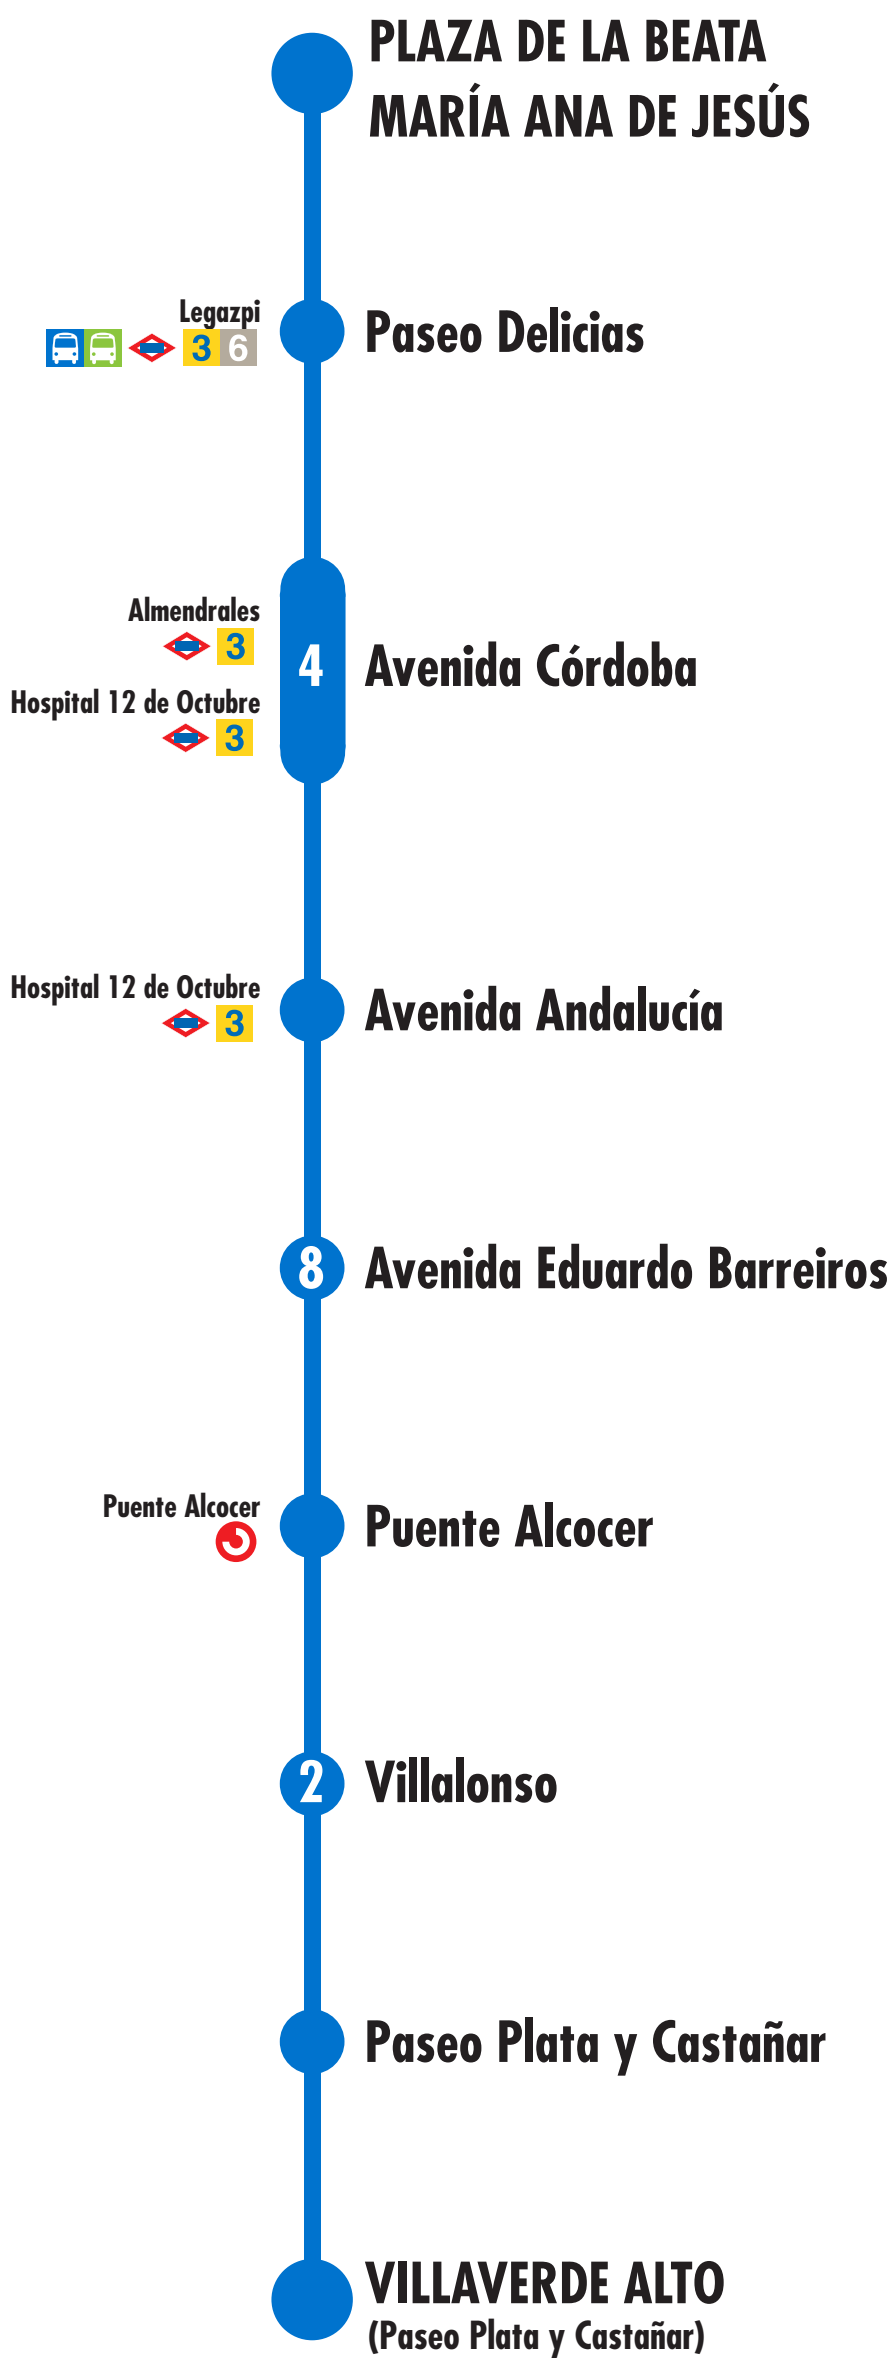 PLAZA DE LA BEATA
MARÍA ANA DE JESÚS
Legazpi
3 6
Paseo Delicias
Almendrales
3
Hospital 12 de Octubre
3
4
Avenida Córdoba
Hospital 12 de Octubre
3
Avenida Andalucía
8
Avenida Eduardo Barreiros
Puente Alcocer
Puente Alcocer
2
Villalonso
Paseo Plata y Castañar
VILLAVERDE ALTO
(Paseo Plata y Castañar)